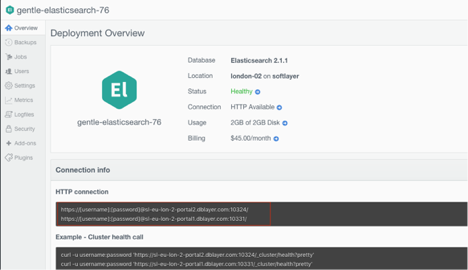 gentle-elasticsearch-76
Overview
Backups
Jobs
Users
Settings
Metrics
Logfiles
Security
Add-ons
Plugins
Deployment Overview
El
gentle-elasticsearch-76
Database Elasticsearch 2.1.1
Location london-02 on softlayer
Status Healthy
Connection HTTP Available
Usage 2GB of 2GB Disk
Billing $45.00/month
Connection info
HTTP connection
https://[username]:[password]@sl-eu-lon-2-portal2.dblayer.com:10324/
https://[username]:[password]@sl-eu-lon-2-portal1.dblayer.com:10331/
Example - Cluster health call
curl -u username:password 'https://sl-eu-lon-2-portal2.dblayer.com:10324/_cluster/health?pretty'
curl -u username:password 'https://sl-eu-lon-2-portal1.dblayer.com:10331/_cluster/health?pretty'